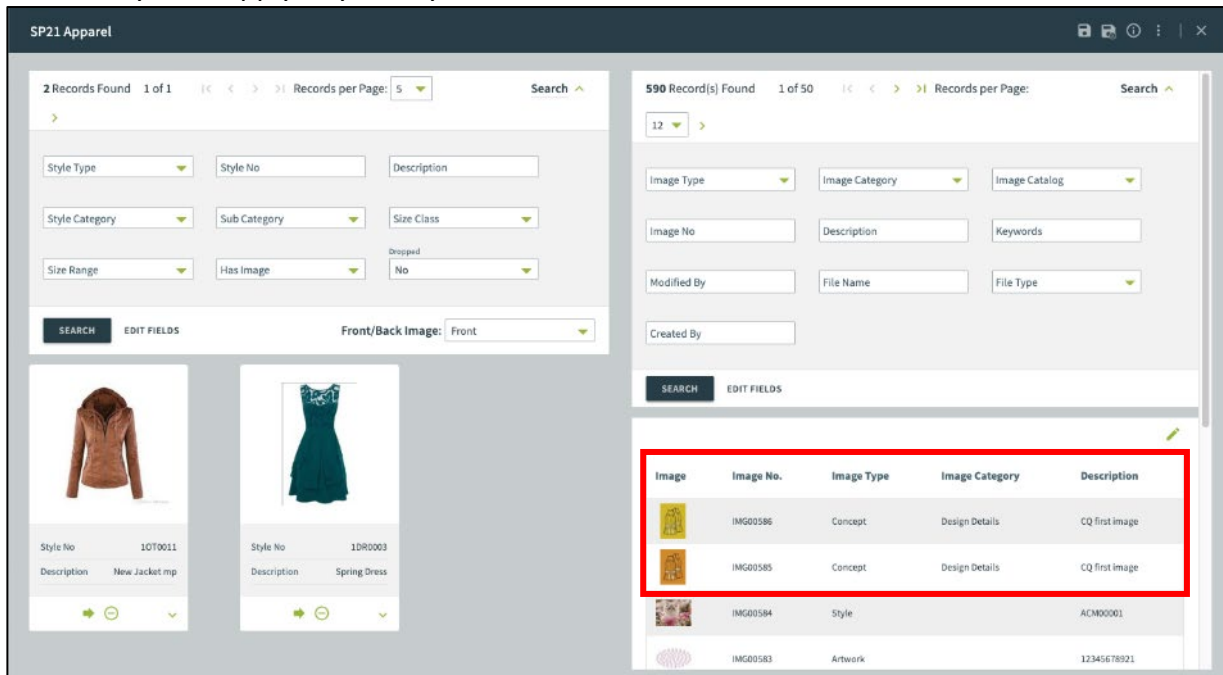 SP21 Apparel
2 Records Found 1 of 1 Records per Page: 5 Search
Style Type Style No Description
Style Category Sub Category Size Class
Dropped
Size Range Has Image No
SEARCH EDIT FIELDS Front/Back Image: Front
Style No 1OT0011
Description New Jacket mp
Style No 1DR0003
Description Spring Dress
590 Record(s) Found 1 of 50 Records per Page: Search
12
Image Type Image Category Image Catalog
Image No Description Keywords
Modified By File Name File Type
Created By
SEARCH EDIT FIELDS
Image Image No. Image Type Image Category Description
IMG00586 Concept Design Details CQ first image
IMG00585 Concept Design Details CQ first image
IMG00584 Style ACM00001
IMG00583 Artwork 12345678921